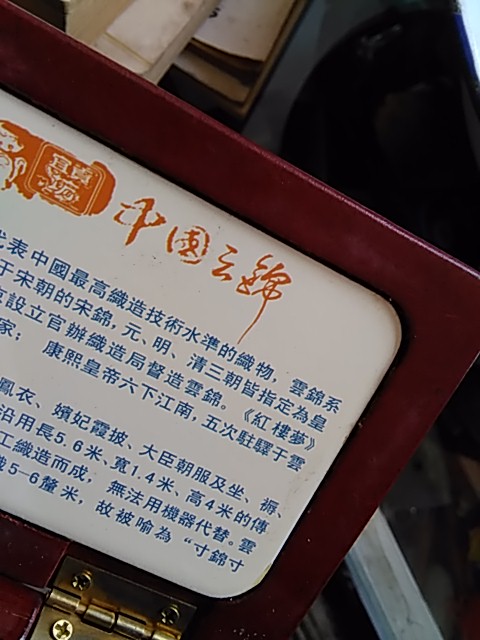 中國云錦
代表中國最高織造技術水準的織物，雲錦系
于宋朝的宋錦，元、明、清三朝皆指定為皇
設立官辦織造局督造雲錦。《紅樓夢》
家；康熙皇帝六下江南，五次駐驛于雲
鳳衣、嬪妃霞披、大臣朝服及坐、褥
沿用長5.6米、寬1.4米、高4米的傳
工織造而成，無法用機器代替。雲
5-6釐米，故被喻為“寸錦寸